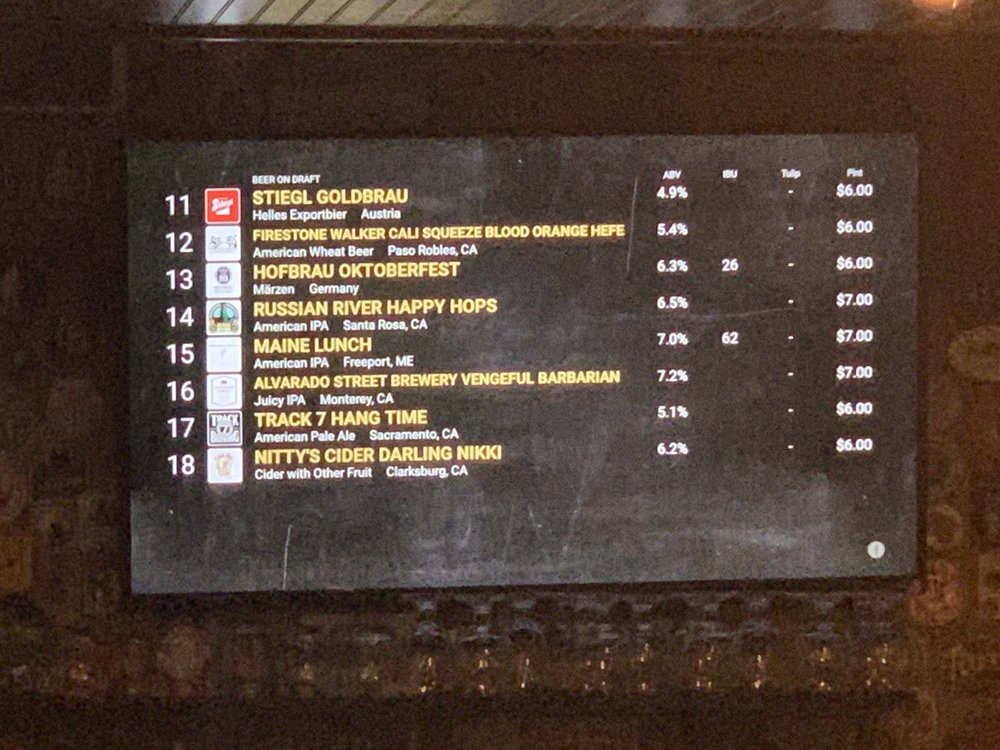 BEER ON DRAFT ABV IBU Tulip Pint
11 STIEGL GOLDBRAU 4.9% - $6.00
Helles Exportbier Austria
12 FIRESTONE WALKER CALI SQUEEZE BLOOD ORANGE HEFE 5.4% - $6.00
American Wheat Beer Paso Robles, CA
13 HOFBRAU OKTOBERFEST 6.3% 26 - $6.00
Märzen Germany
14 RUSSIAN RIVER HAPPY HOPS 6.5% - $7.00
American IPA Santa Rosa, CA
15 MAINE LUNCH 7.0% 62 - $7.00
American IPA Freeport, ME
16 ALVARADO STREET BREWERY VENGEFUL BARBARIAN 7.2% - $7.00
Juicy IPA Monterey, CA
17 TRACK 7 HANG TIME 5.1% - $6.00
American Pale Ale Sacramento, CA
18 NITTY'S CIDER DARLING NIKKI 6.2% - $6.00
Cider with Other Fruit Clarksburg, CA
Stiegl
TRACK
7
BREWING